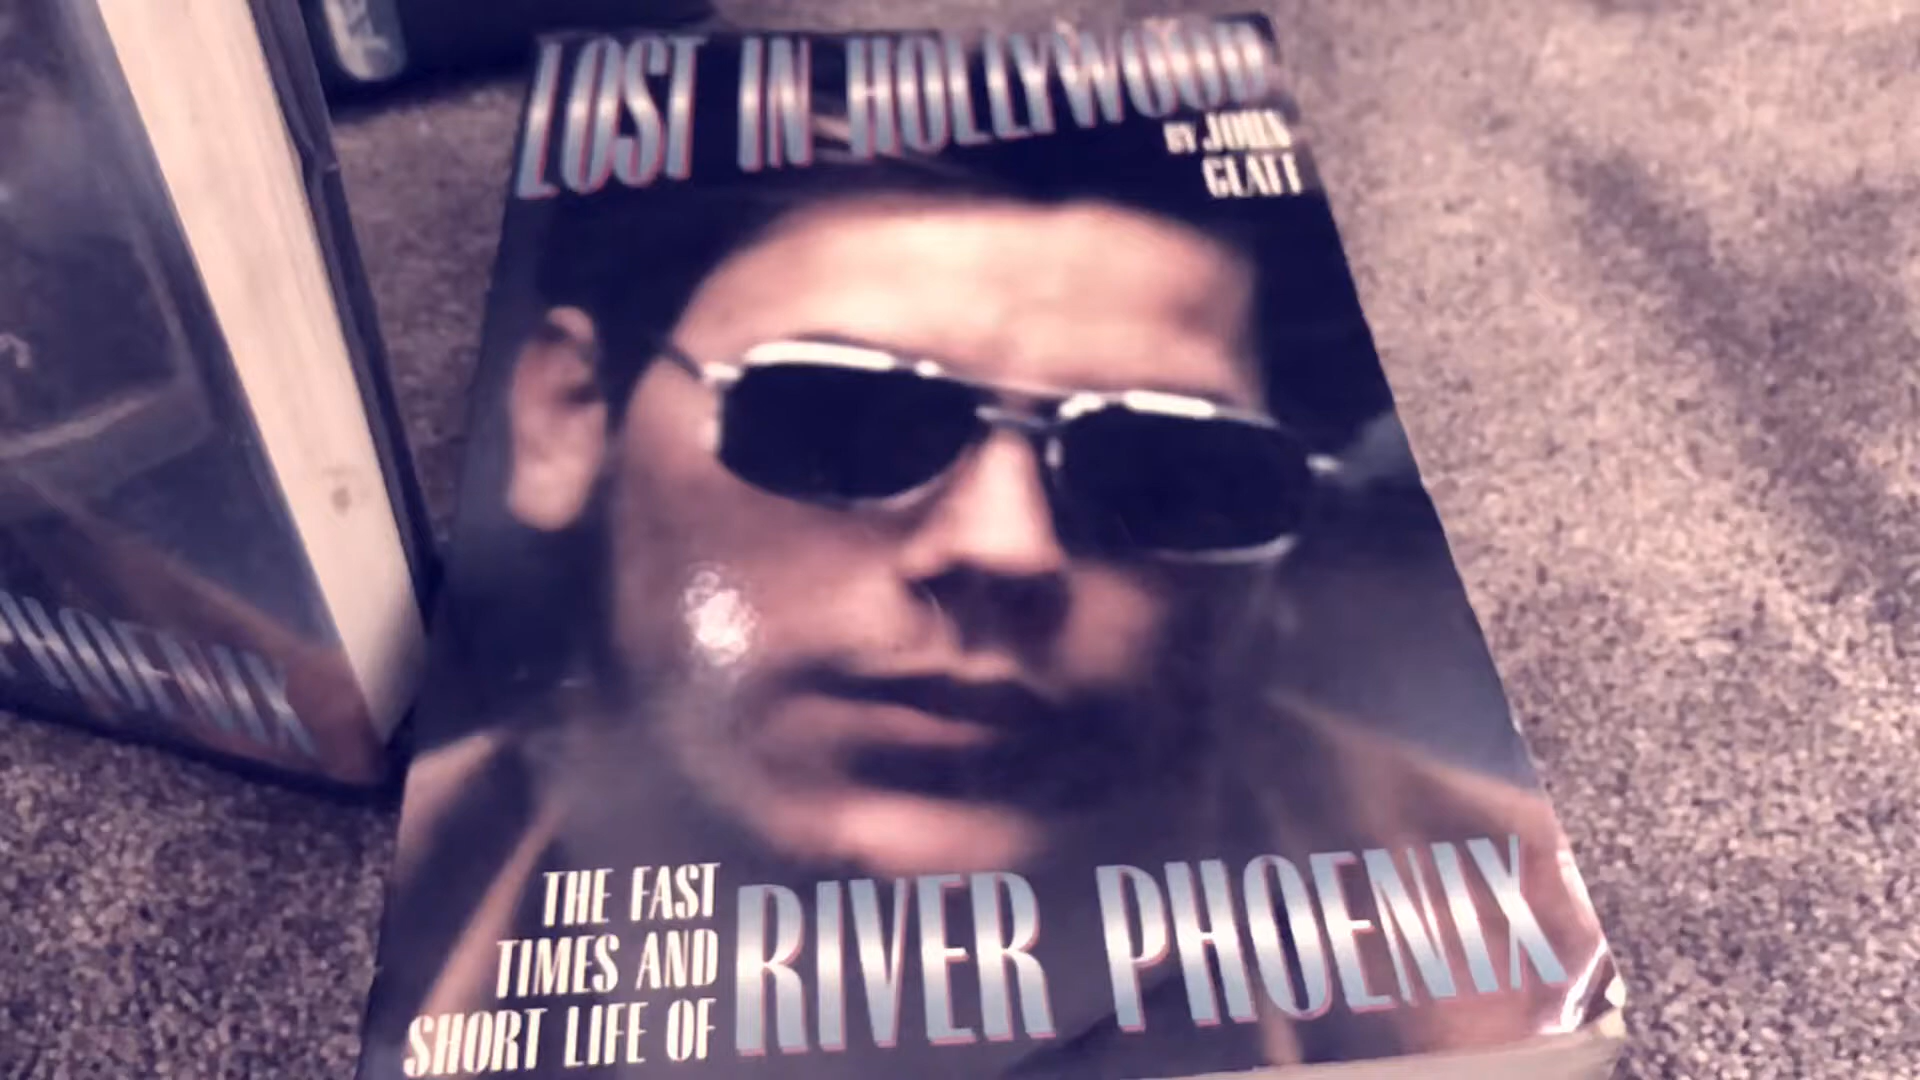 LOST IN HOLLYWOOD
BY JOHN
GLATT
THE FAST
TIMES AND
SHORT LIFE OF
RIVER PHOENIX
PHOENIX